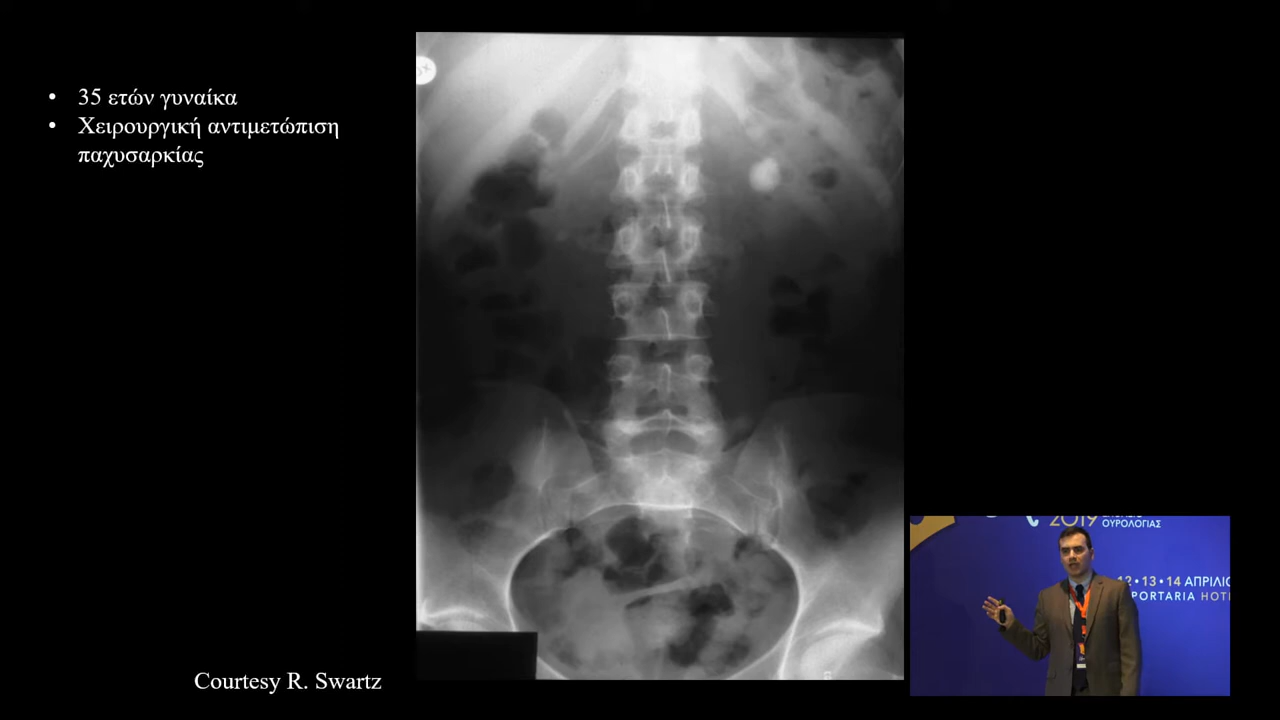 • 35 ετών γυναίκα
• Χειρουργική αντιμετώπιση
παχυσαρκίας
Courtesy R. Swartz
2019
ΟΥΡΟΛΟΓΙΑΣ
12•13•14 ΑΠΡΙΛΙΟ
PORTARIA HOT